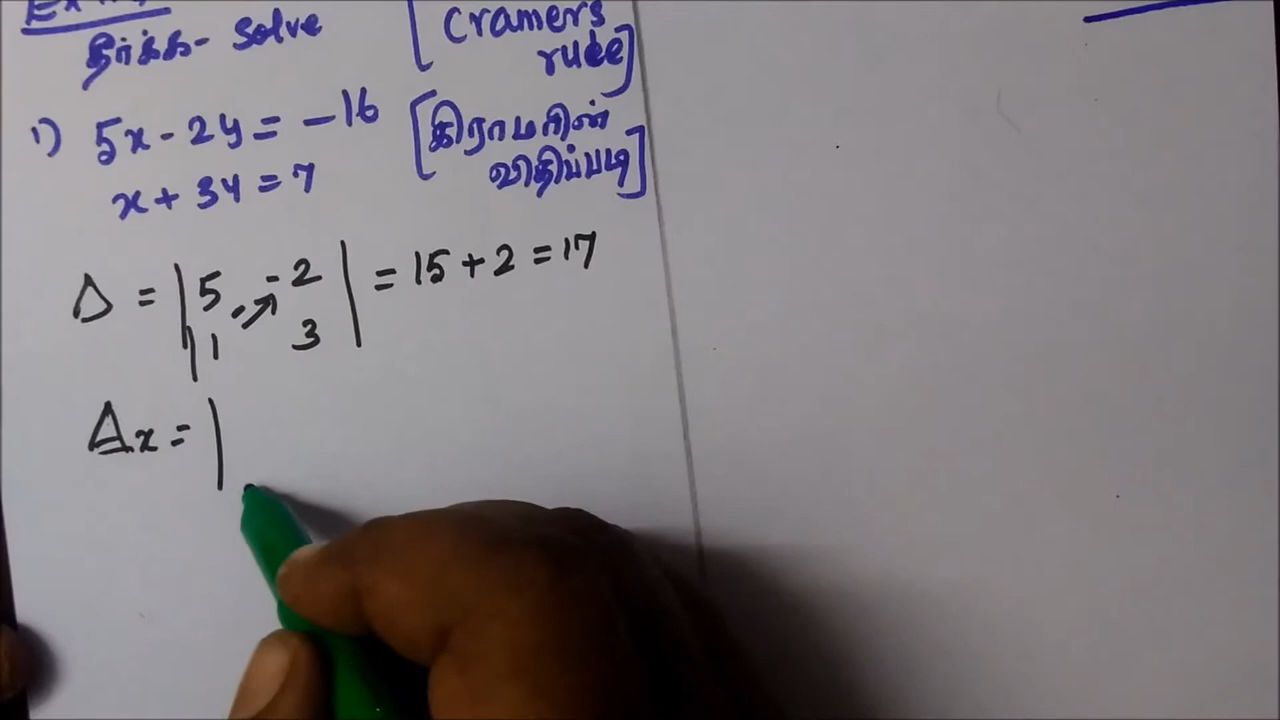 தீர்க்க- Solve [Cramers rule]
1) 5x - 2y = -16 [கிராமரின்
x + 3y = 7 விதிப்படி]
Δ = | 5 -2 | = 15 + 2 = 17
| 1 3 |
Δx = |